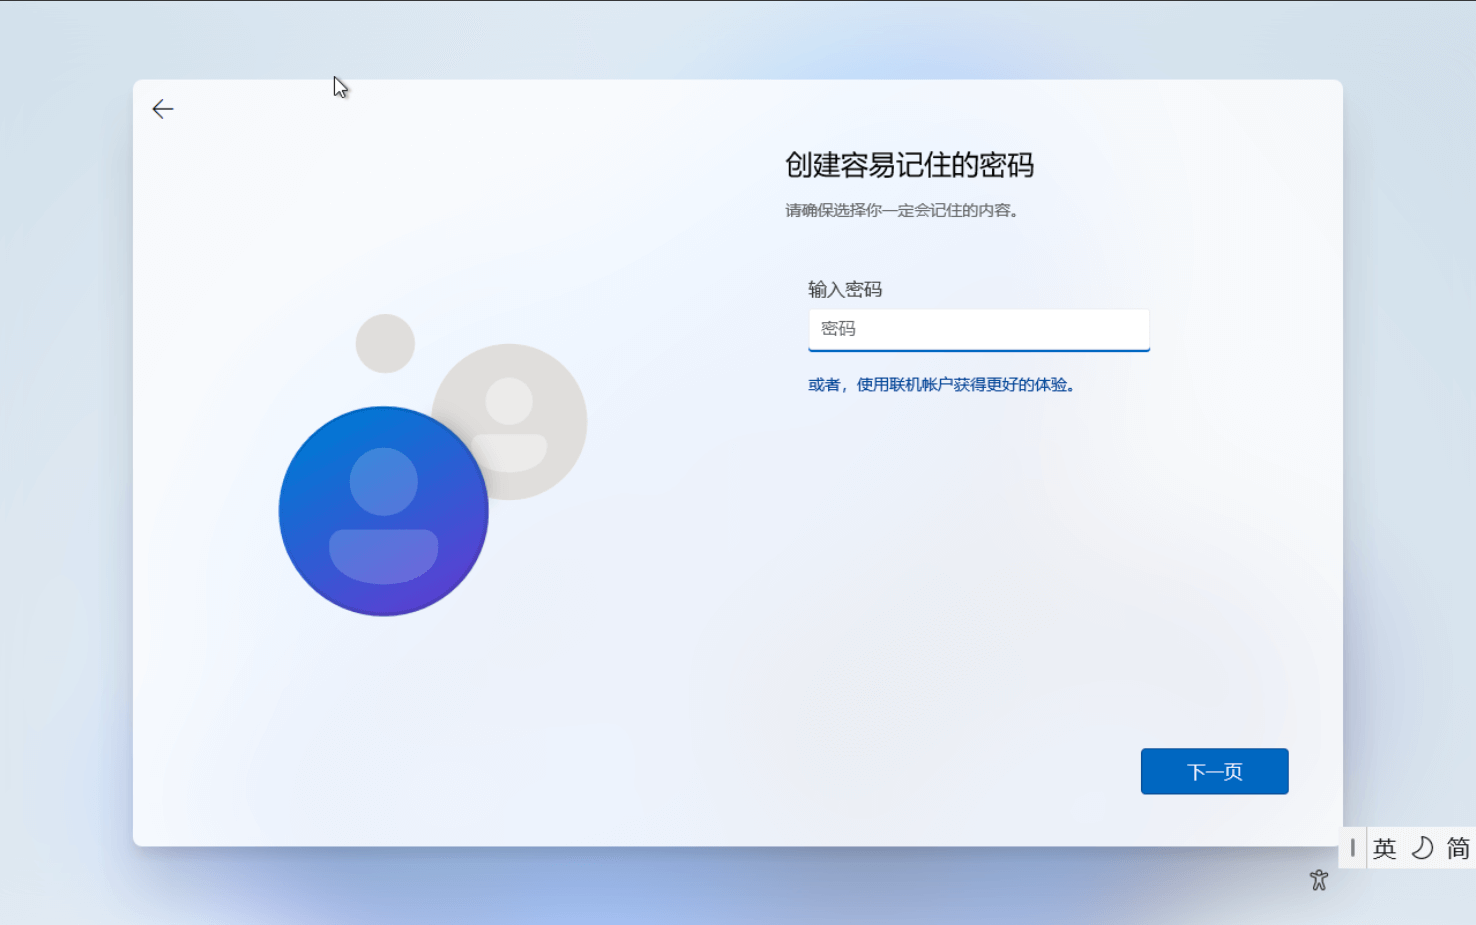 创建容易记住的密码
请确保选择你一定会记住的内容。
输入密码
密码
或者，使用联机帐户获得更好的体验。
下一页
英 简